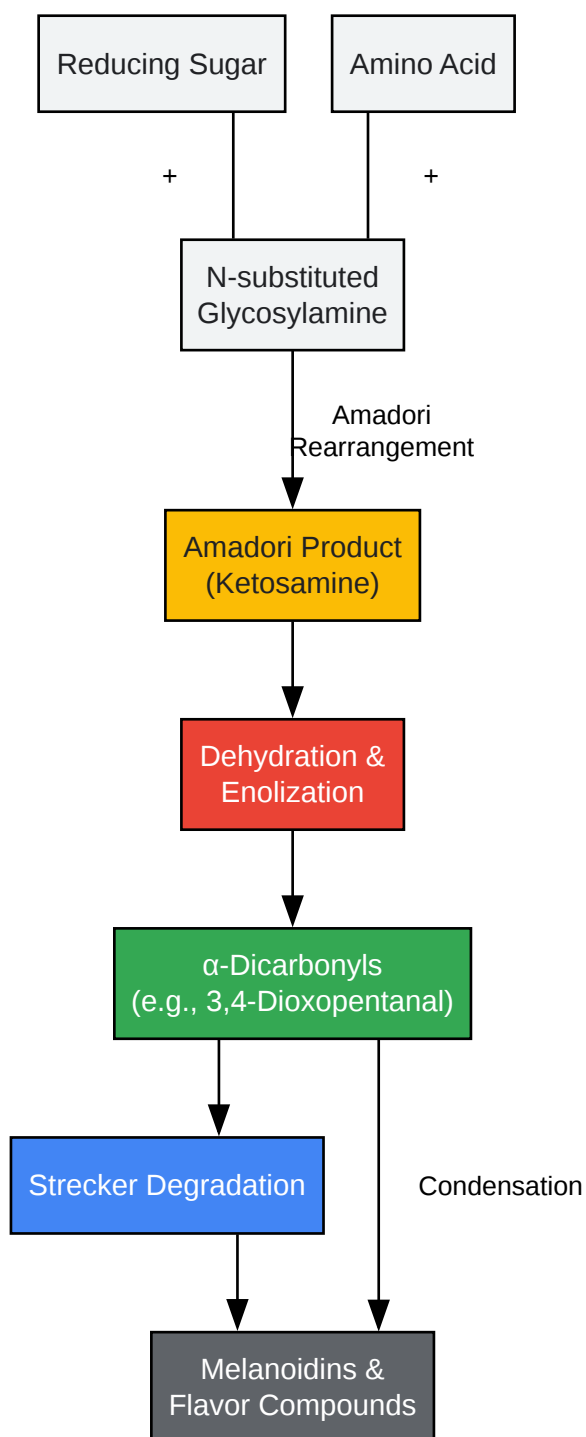 Reducing Sugar
Amino Acid
+
+
N-substituted
Glycosylamine
Amadori
Rearrangement
Amadori Product
(Ketosamine)
Dehydration &
Enolization
α-Dicarbonyls
(e.g., 3,4-Dioxopentanal)
Strecker Degradation
Condensation
Melanoidins &
Flavor Compounds